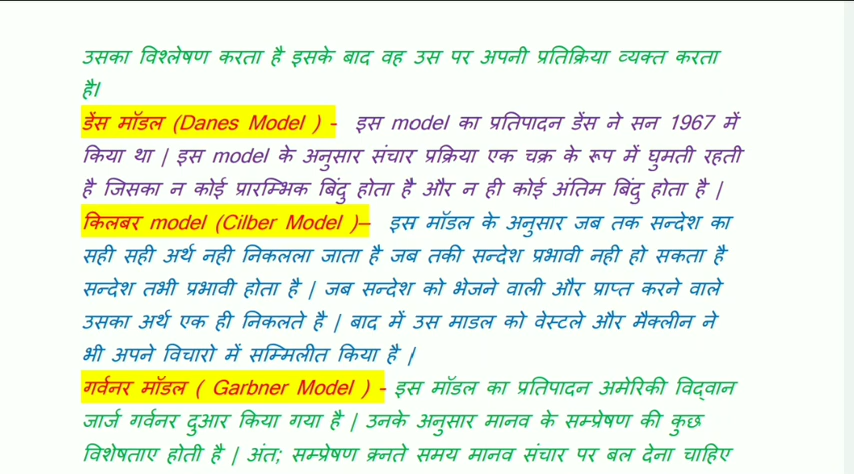 उसका विश्लेषण करता है इसके बाद वह उस पर अपनी प्रतिक्रिया व्यक्त करता
है।
डेंस मॉडल (Danes Model ) - इस model का प्रतिपादन डेंस ने सन 1967 में
किया था | इस model के अनुसार संचार प्रक्रिया एक चक्र के रूप में घुमती रहती
है जिसका न कोई प्रारम्भिक बिंदु होता है और न ही कोई अंतिम बिंदु होता है |
किलबर model (Cilber Model )– इस मॉडल के अनुसार जब तक सन्देश का
सही सही अर्थ नही निकलला जाता है जब तकी सन्देश प्रभावी नही हो सकता है
सन्देश तभी प्रभावी होता है | जब सन्देश को भेजने वाली और प्राप्त करने वाले
उसका अर्थ एक ही निकलते है | बाद में उस माडल को वेस्टले और मैक्लीन ने
भी अपने विचारो में सम्मिलीत किया है |
गर्वनर मॉडल ( Garbner Model ) - इस मॉडल का प्रतिपादन अमेरिकी विद्वान
जार्ज गर्वनर दुआर किया गया है | उनके अनुसार मानव के सम्प्रेषण की कुछ
विशेषताए होती है | अंत; सम्प्रेषण क्र्नते समय मानव संचार पर बल देना चाहिए